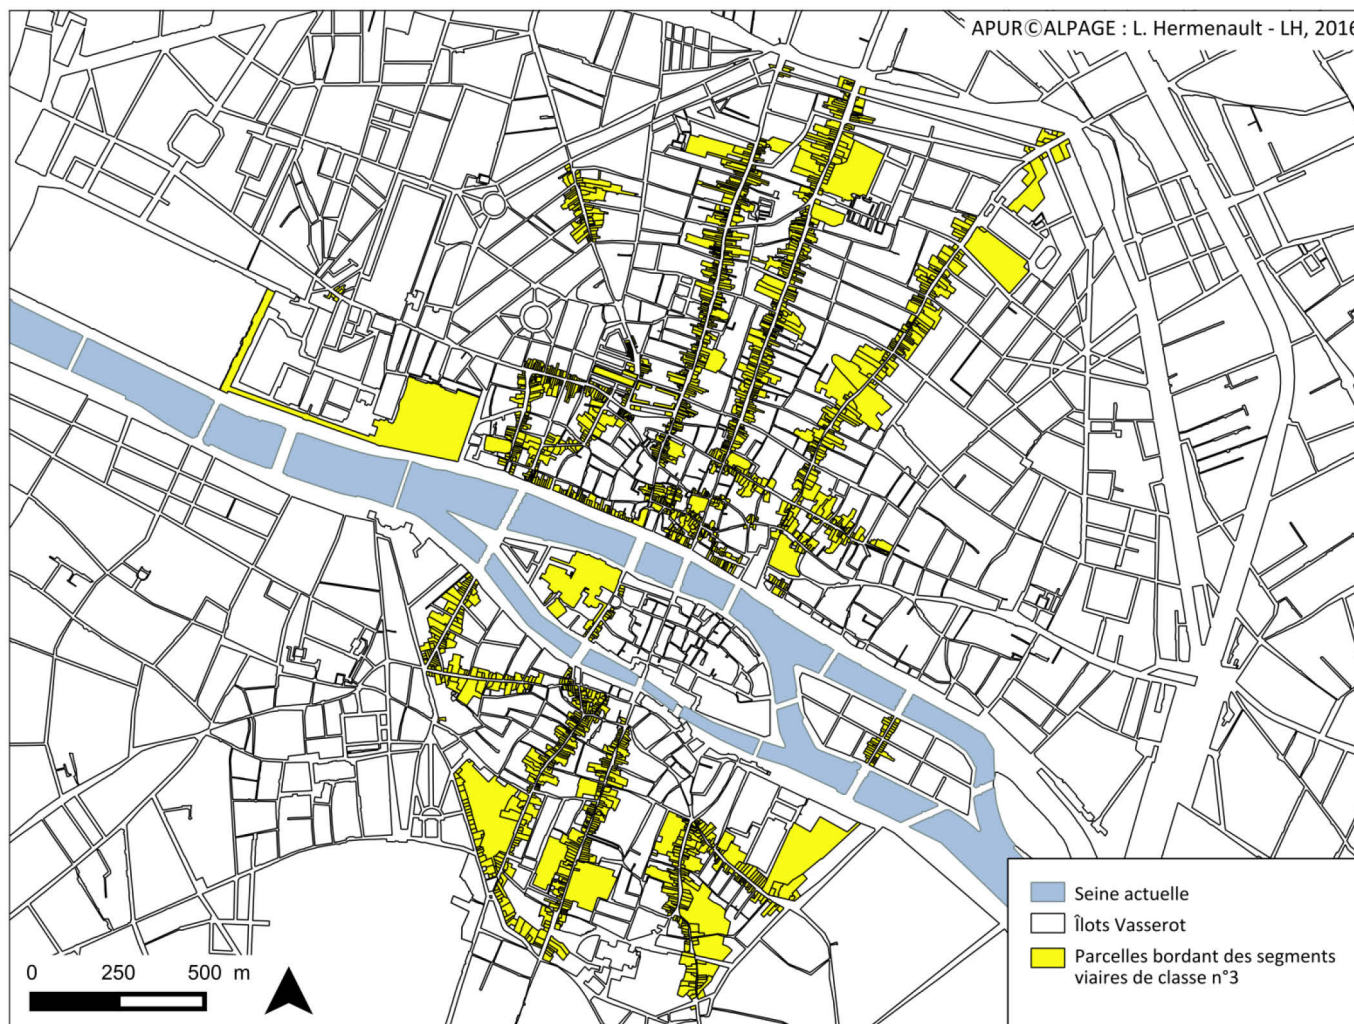 APUR©ALPAGE : L. Hermenault - LH, 2016
Seine actuelle
Îlots Vasserot
Parcelles bordant des segments
viaires de classe n°3
0 250 500 m